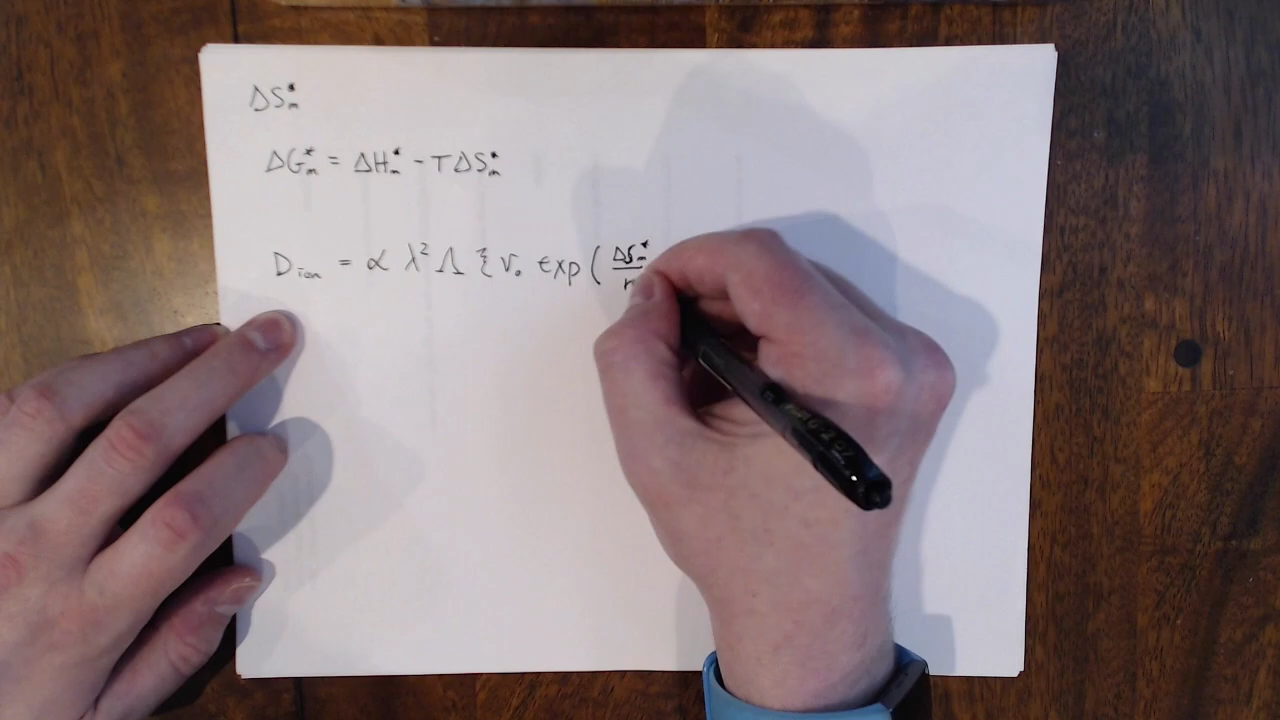 ΔS*ₘ
ΔG*ₘ = ΔH*ₘ - TΔS*ₘ
D_ion = α λ² Λ { ν₀ exp ( ΔS*ₘ